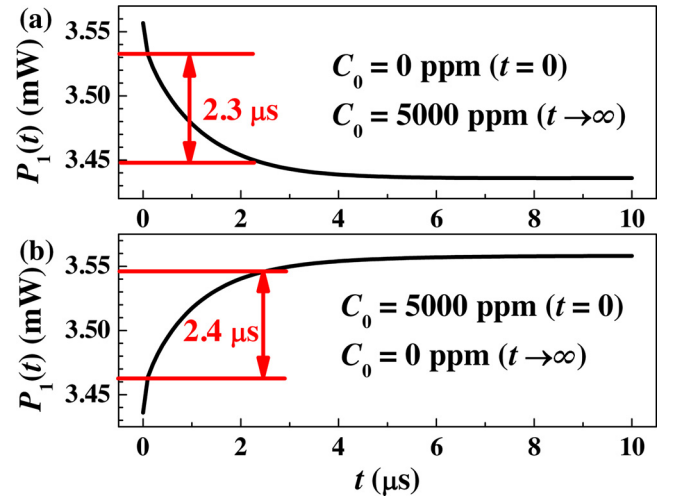 (a)
3.55
3.50
3.45
P₁(t) (mW)
2.3 μs
C₀ = 0 ppm (t = 0)
C₀ = 5000 ppm (t →∞)
0 2 4 6 8 10
(b)
3.55
3.50
3.45
P₁(t) (mW)
2.4 μs
C₀ = 5000 ppm (t = 0)
C₀ = 0 ppm (t →∞)
0 2 4 6 8 10
t (μs)